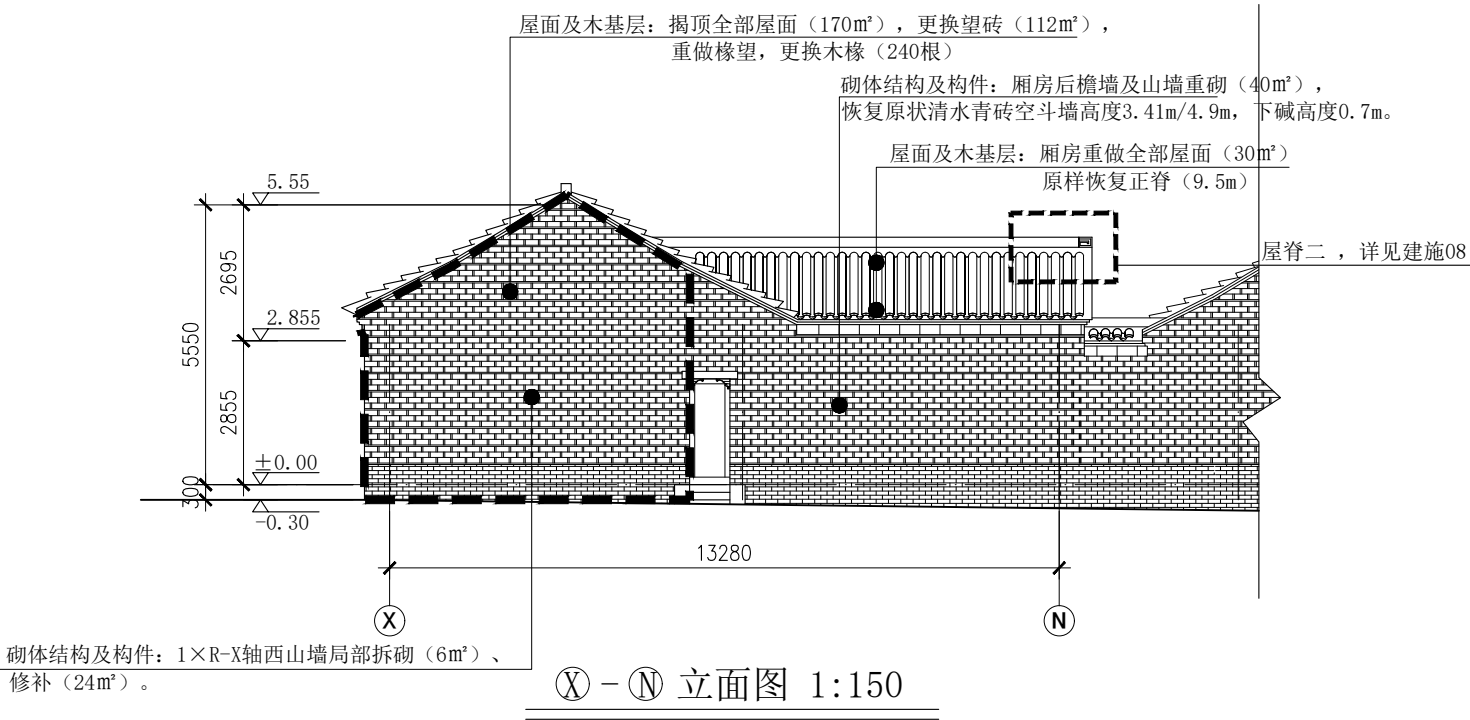 屋面及木基层：揭顶全部屋面（170m²），更换望砖（112m²），
重做椽望，更换木椽（240根）
砌体结构及构件：厢房后檐墙及山墙重砌（40m²），
恢复原状清水青砖空斗墙高度3.41m/4.9m，下碱高度0.7m。
屋面及木基层：厢房重做全部屋面（30m²）
原样恢复正脊（9.5m）
5.55
屋脊二 ，详见建施08
2695
2.855
5550
2855
±0.00
300
-0.30
13280
X
N
砌体结构及构件：1×R-X轴西山墙局部拆砌（6m²）、
修补（24m²）。
Ⓧ－Ⓝ 立面图 1:150